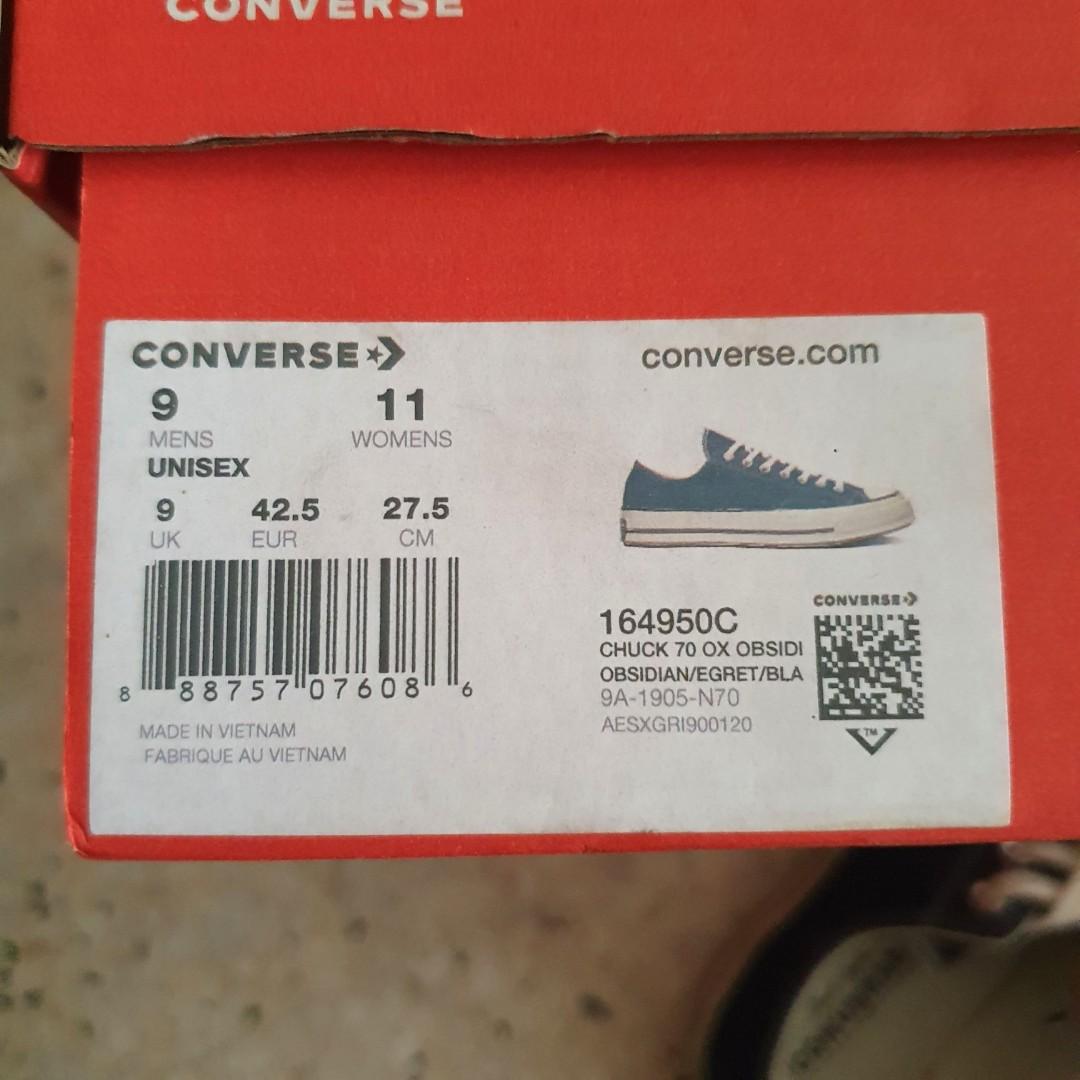 CONVERSE
CONVERSE
converse.com
9
11
MENS
WOMENS
UNISEX
9
42.5
27.5
UK
EUR
CM
8 88757 07608 6
MADE IN VIETNAM
FABRIQUE AU VIETNAM
CONVERSE
164950C
CHUCK 70 OX OBSIDI
OBSIDIAN/EGRET/BLA
9A-1905-N70
AESXGRI900120
TM